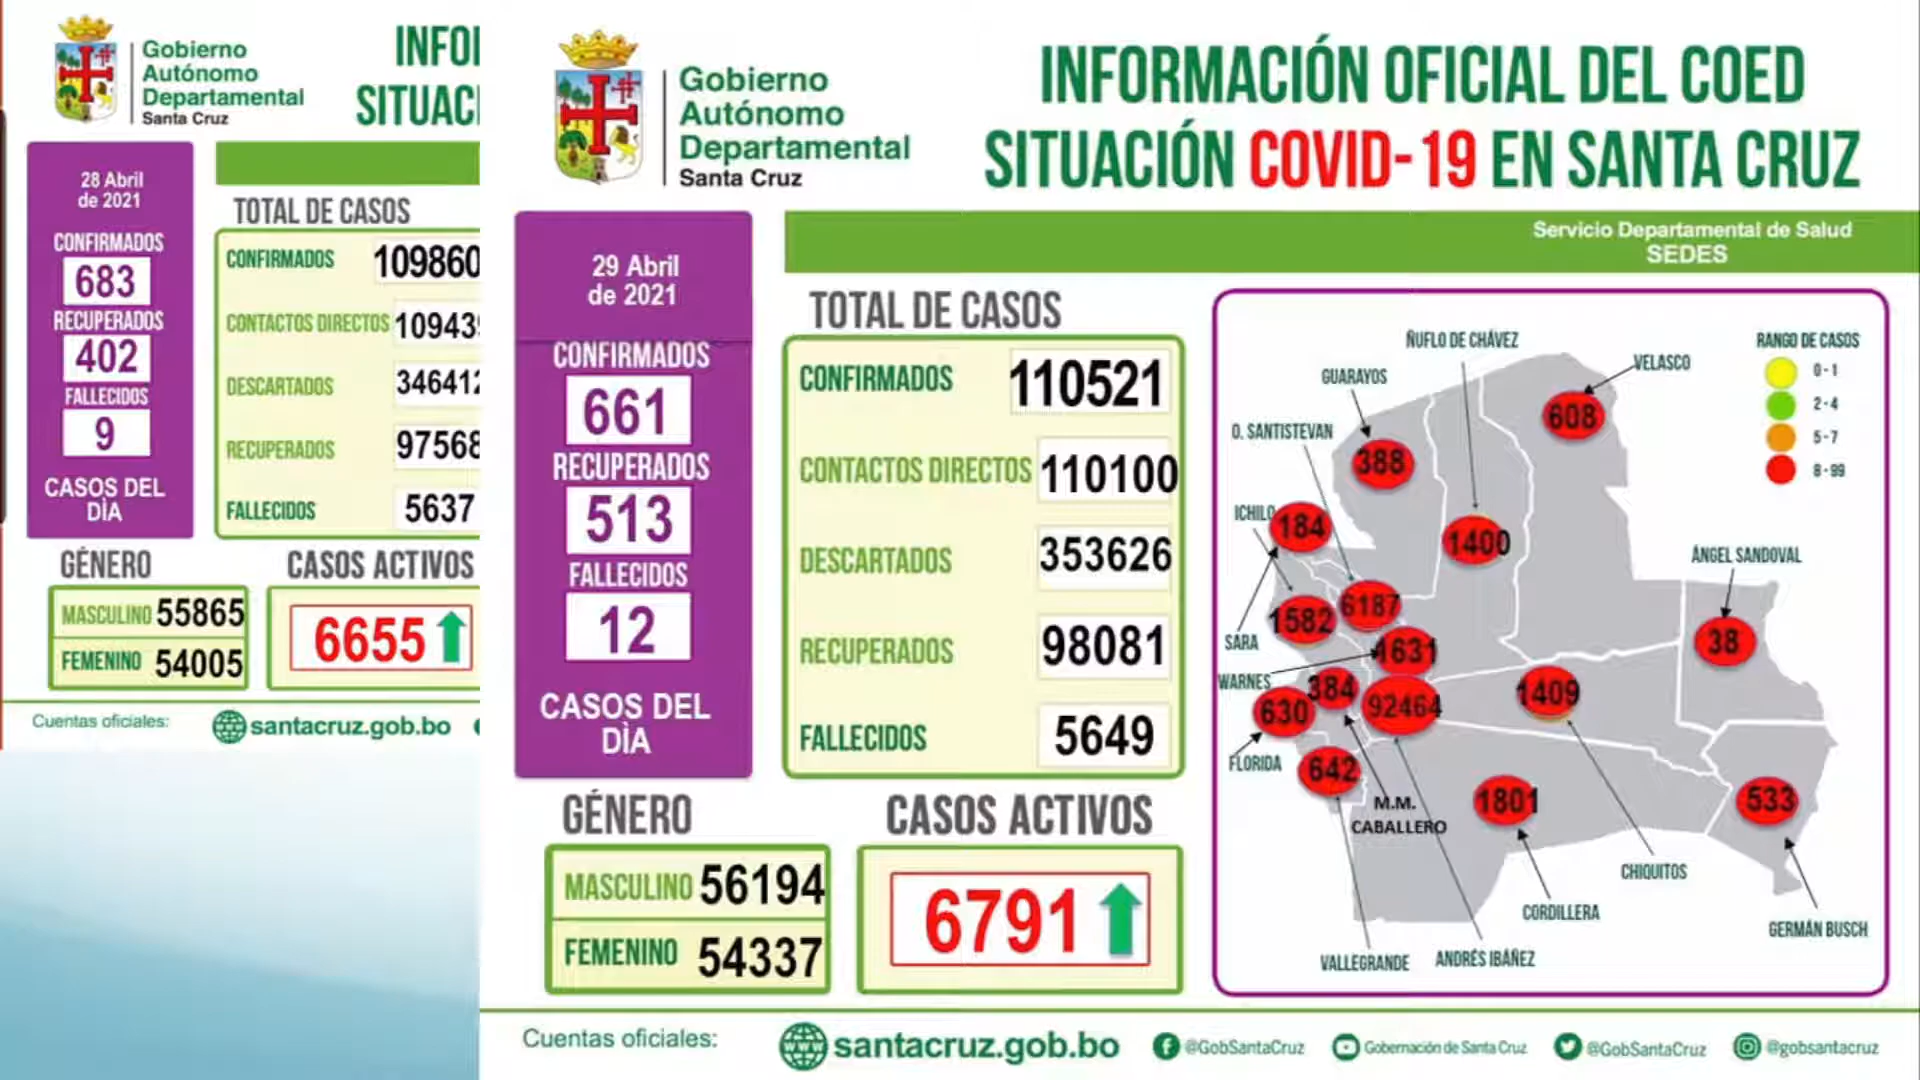 Gobierno
Autónomo
Departamental
Santa Cruz
INFO
SITUAC
28 Abril
de 2021
CONFIRMADOS
683
RECUPERADOS
402
FALLECIDOS
9
CASOS DEL
DÌA
TOTAL DE CASOS
CONFIRMADOS 109860
CONTACTOS DIRECTOS 10943
DESCARTADOS 346412
RECUPERADOS 97568
FALLECIDOS 5637
GÉNERO
MASCULINO 55865
FEMENINO 54005
CASOS ACTIVOS
6655
Cuentas oficiales:
santacruz.gob.bo
Gobierno
Autónomo
Departamental
Santa Cruz
INFORMACIÓN OFICIAL DEL COED
SITUACIÓN COVID-19 EN SANTA CRUZ
Servicio Departamental de Salud
SEDES
29 Abril
de 2021
CONFIRMADOS
661
RECUPERADOS
513
FALLECIDOS
12
CASOS DEL
DÌA
TOTAL DE CASOS
CONFIRMADOS 110521
CONTACTOS DIRECTOS 110100
DESCARTADOS 353626
RECUPERADOS 98081
FALLECIDOS 5649
GÉNERO
MASCULINO 56194
FEMENINO 54337
CASOS ACTIVOS
6791
ÑUFLO DE CHÁVEZ
VELASCO
GUARAYOS
608
O. SANTISTEVAN
388
ICHILO
184
1400
ÁNGEL SANDOVAL
1582
6187
SARA
1631
38
WARNES
384
630
92464
1409
FLORIDA
642
M.M.
CABALLERO
1801
533
CHIQUITOS
CORDILLERA
GERMÁN BUSCH
VALLEGRANDE
ANDRÉS IBÁÑEZ
RANGO DE CASOS
0-1
2-4
5-7
8-99
Cuentas oficiales:
www
santacruz.gob.bo
@GobSantaCruz
Gobernación de Santa Cruz
@GobSantaCruz
@gobsantacruz